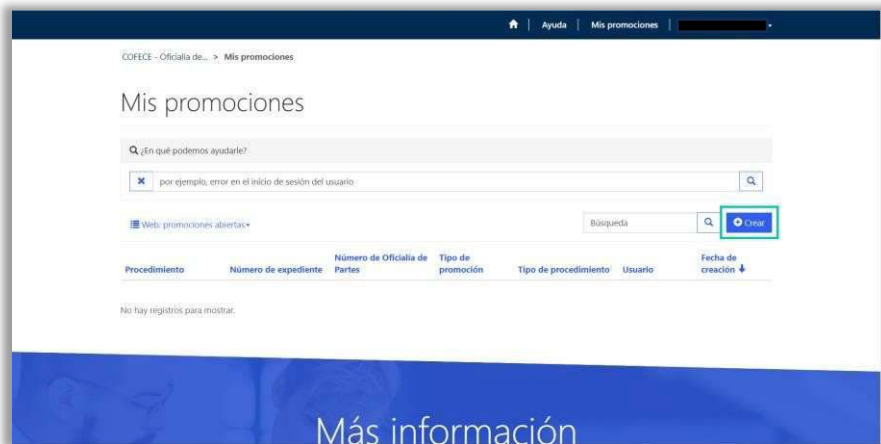 Ayuda | Mis promociones |
COFECE - Oficialía de... > Mis promociones
Mis promociones
¿En qué podemos ayudarle?
por ejemplo, error en el inicio de sesión del usuario
Web: promociones abiertas
Búsqueda
Crear
Procedimiento
Número de expediente
Número de Oficialía de
Partes
Tipo de
promoción
Tipo de procedimiento
Usuario
Fecha de
creación
No hay registros para mostrar.
Más información